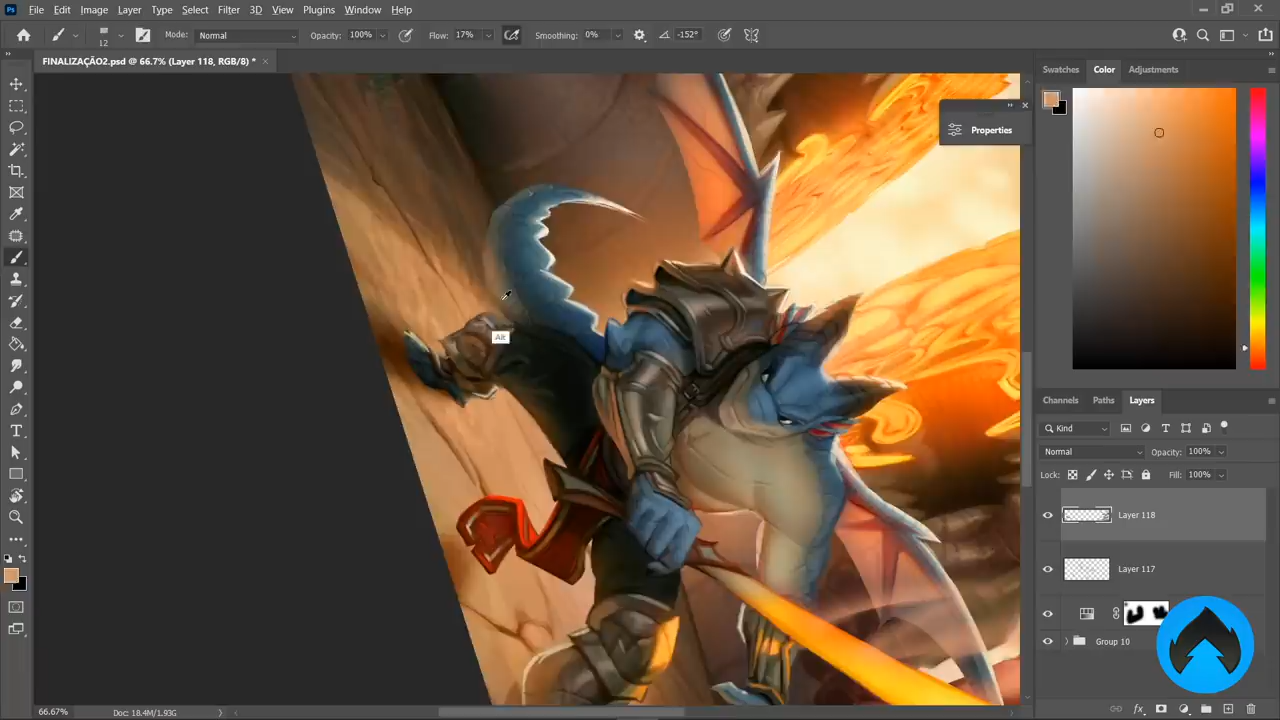 Ps File Edit Image Layer Type Select Filter 3D View Plugins Window Help
12 Mode: Normal Opacity: 100% Flow: 17% Smoothing: 0% -152°
FINALIZAÇÃO2.psd @ 66.7% (Layer 118, RGB/8) * ×
Swatches Color Adjustments
Properties
Alt
Channels Paths Layers
Kind
Normal Opacity: 100%
Lock: Fill: 100%
Layer 118
Layer 117
Group 10
66.67% Doc: 18.4M/1.93G